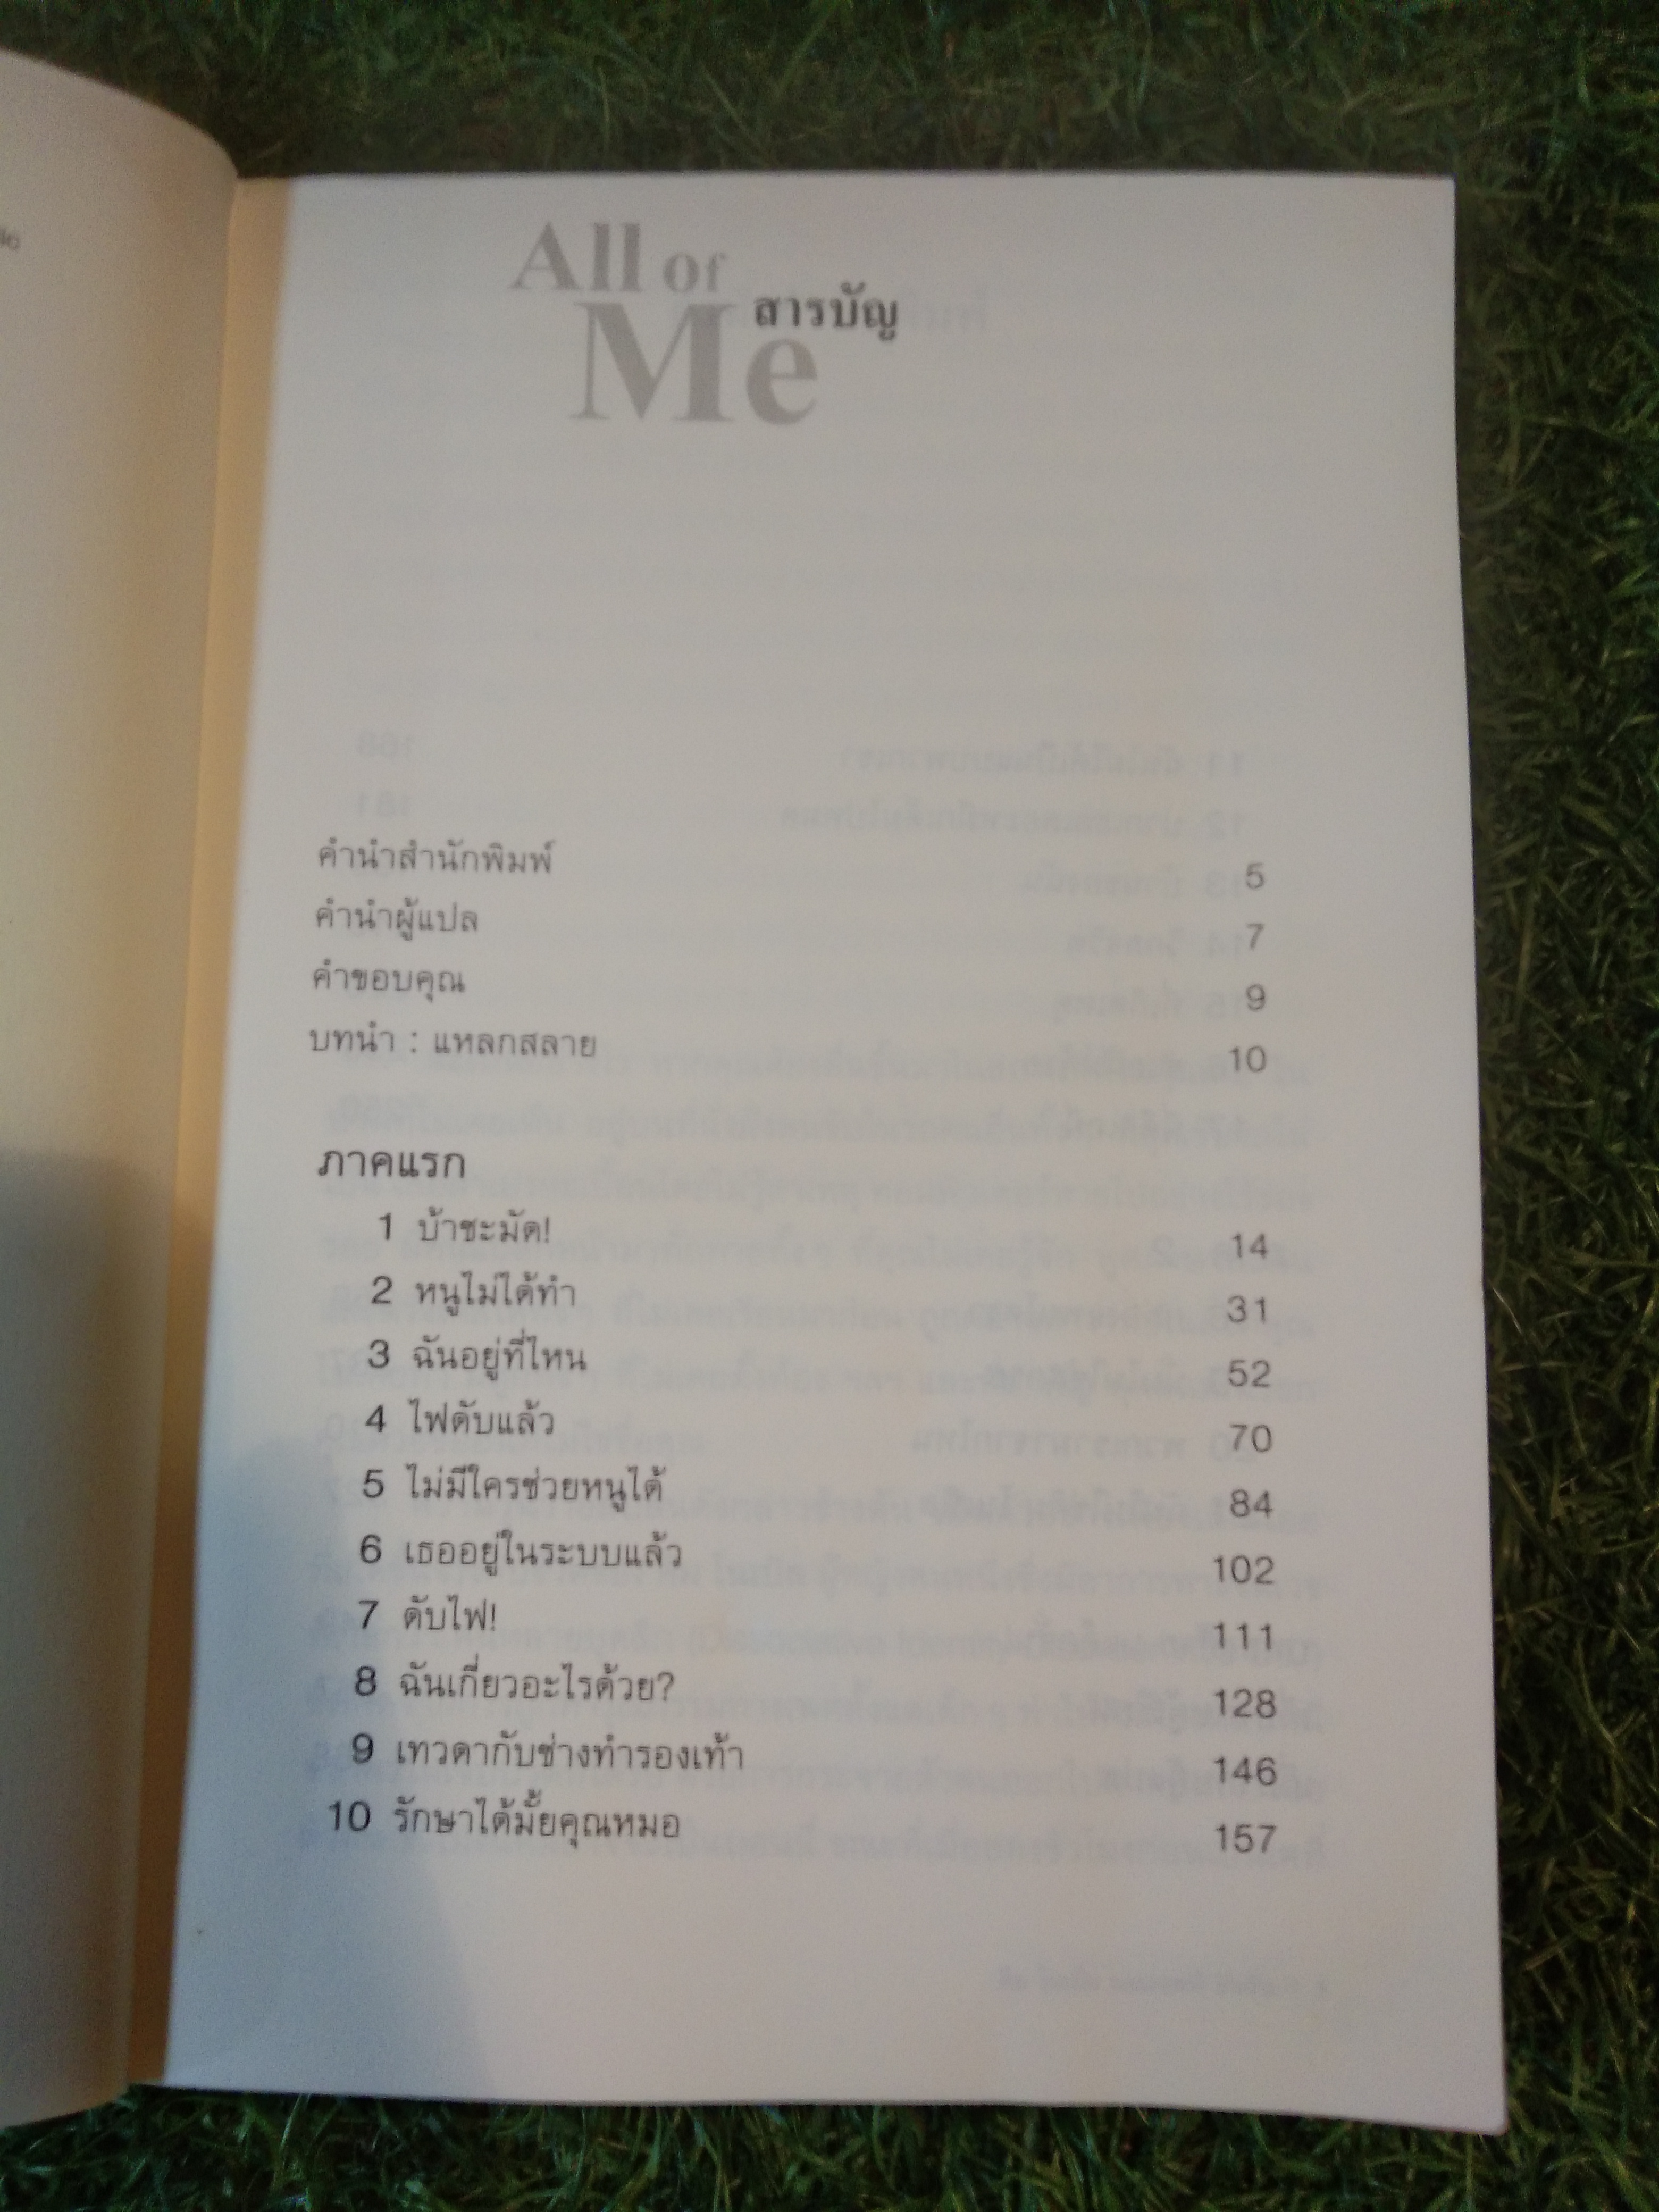 All of
Me สารบัญ
คำนำสำนักพิมพ์ 5
คำนำผู้แปล 7
คำขอบคุณ 9
บทนำ : แหลกสลาย 10
ภาคแรก
1 บ้าชะมัด! 14
2 หนูไม่ได้ทำ 31
3 ฉันอยู่ที่ไหน 52
4 ไฟดับแล้ว 70
5 ไม่มีใครช่วยหนูได้ 84
6 เธออยู่ในระบบแล้ว 102
7 ดับไฟ! 111
8 ฉันเกี่ยวอะไรด้วย? 128
9 เทวดากับช่างทำรองเท้า 146
10 รักษาได้มั้ยคุณหมอ 157